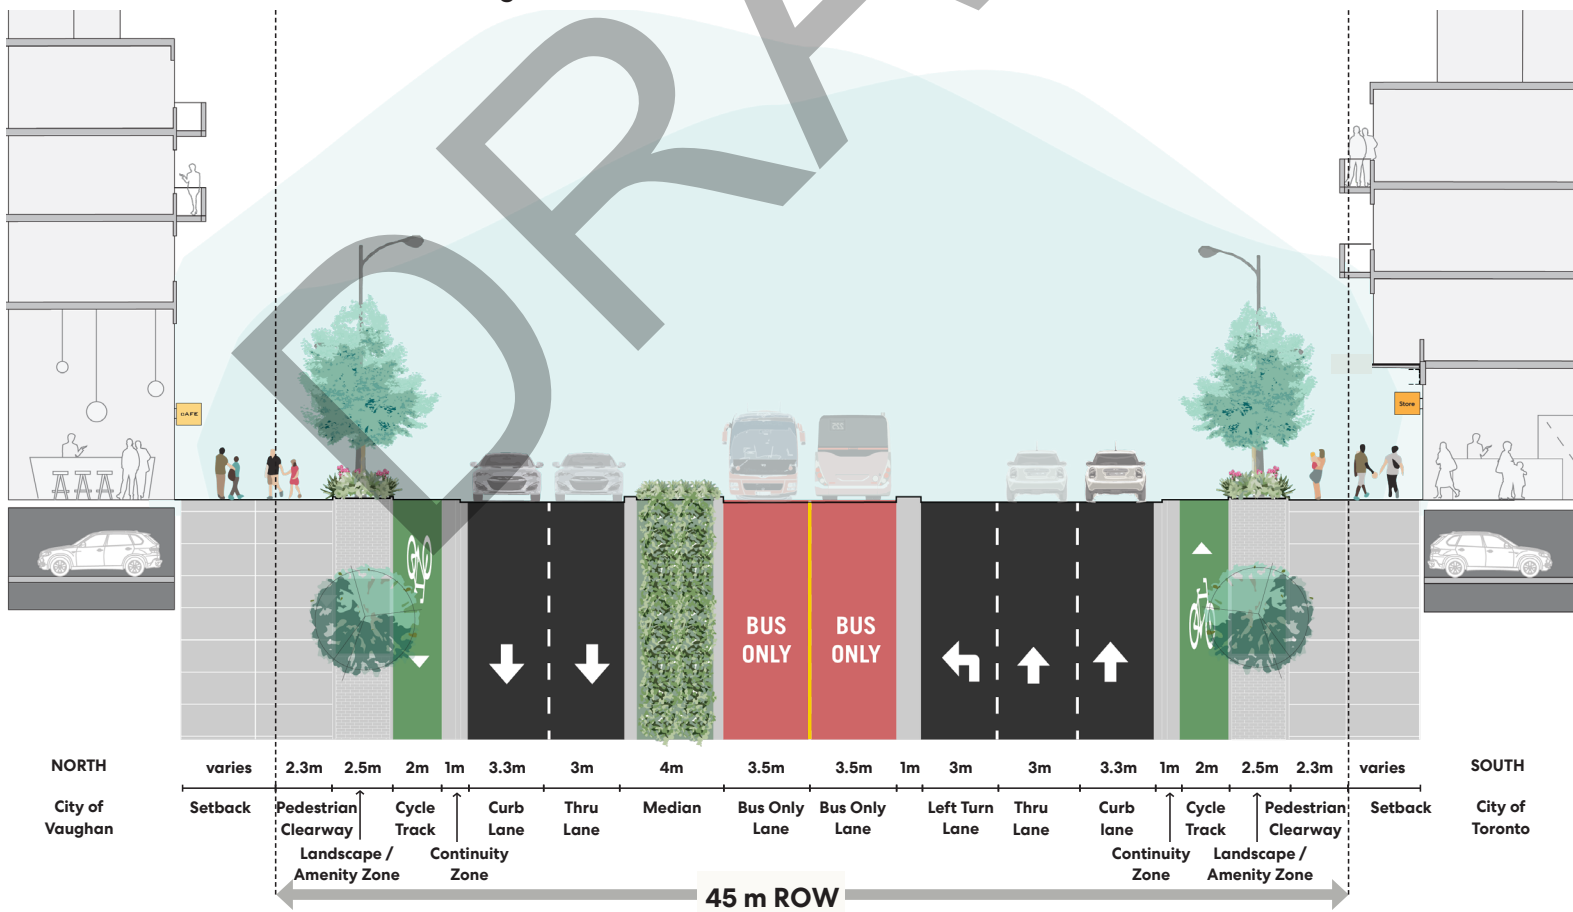 DRA
CAFE
Store
BUS
ONLY
BUS
ONLY
NORTH
varies
2.3m
2.5m
2m
1m
3.3m
3m
4m
3.5m
3.5m
1m
3m
3m
3.3m
1m
2m
2.5m
2.3m
varies
SOUTH
City of
Vaughan
Setback
Pedestrian
Clearway
Landscape /
Amenity Zone
Cycle
Track
Continuity
Zone
Curb
Lane
Thru
Lane
Median
Bus Only
Lane
Bus Only
Lane
Left Turn
Lane
Thru
Lane
Curb
lane
Continuity
Zone
Cycle
Track
Landscape /
Amenity Zone
Pedestrian
Clearway
Setback
City of
Toronto
45 m ROW